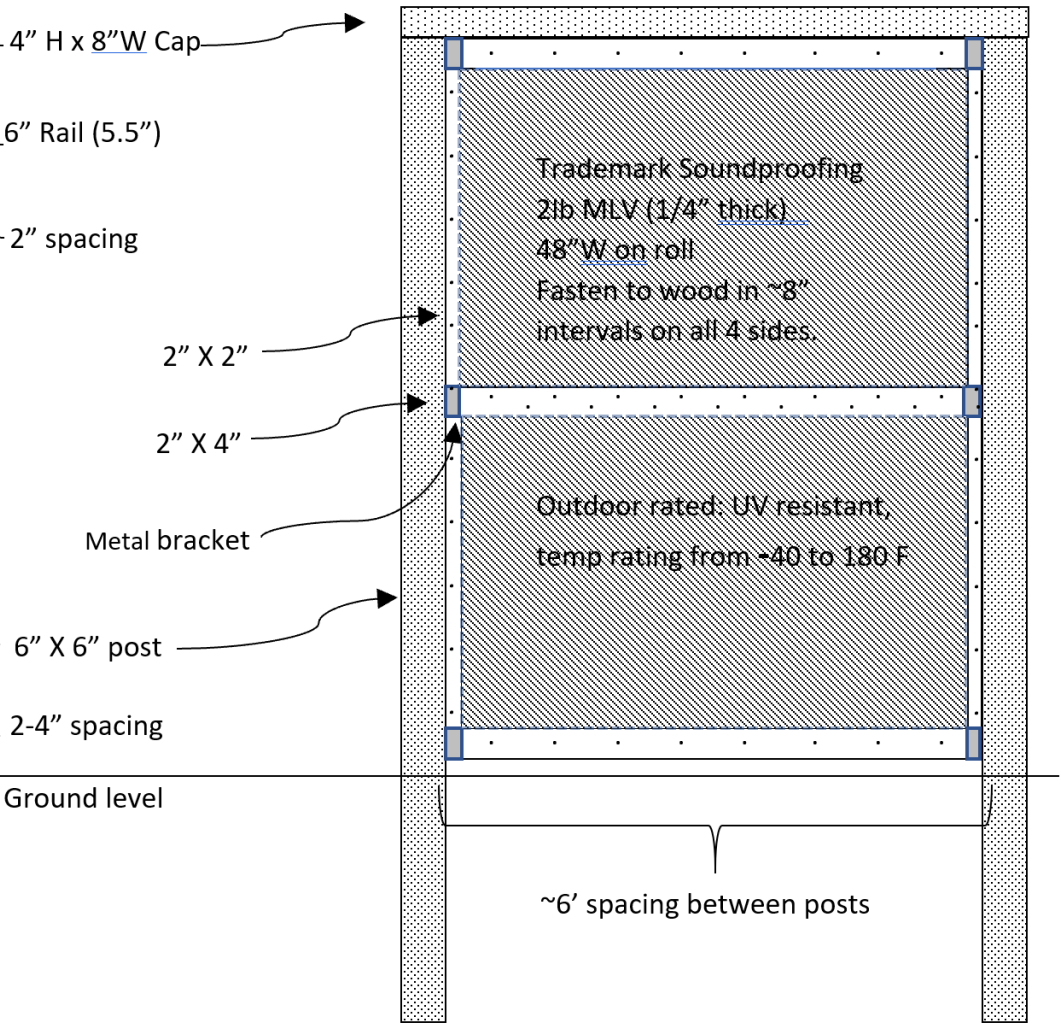 4” H x 8”W Cap
6” Rail (5.5”)
2” spacing
2” X 2”
2” X 4”
Metal bracket
6” X 6” post
2-4” spacing
Ground level
Trademark Soundproofing
2lb MLV (1/4” thick)
48”W on roll
Fasten to wood in ~8”
intervals on all 4 sides.
Outdoor rated: UV resistant,
temp rating from -40 to 180 F
~6’ spacing between posts